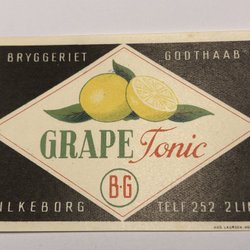 BRYGGERIET GODTHAAB
GRAPE Tonic
B·G
ILKEBORG TELF 252 2 LIN